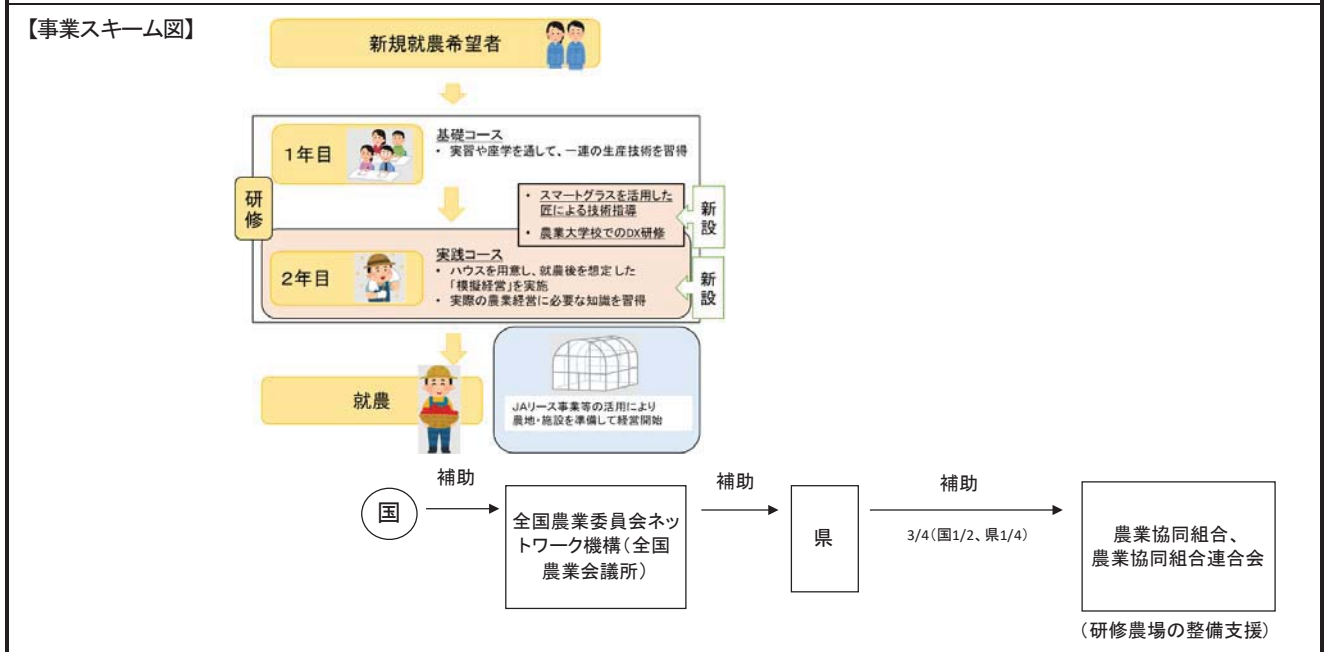 【事業スキーム図】
新規就農希望者
研修
1年目
基礎コース
・ 実習や座学を通して、一連の生産技術を習得
・ スマートグラスを活用した
匠による技術指導
・ 農業大学校でのDX研修
新設
2年目
実践コース
・ ハウスを用意し、就農後を想定した
「模擬経営」を実施
・ 実際の農業経営に必要な知識を習得
新設
就農
JAリース事業等の活用により
農地・施設を準備して経営開始
国
補助
全国農業委員会ネッ
トワーク機構(全国
農業会議所)
補助
県
補助
3/4(国1/2、県1/4)
農業協同組合、
農業協同組合連合会
(研修農場の整備支援)